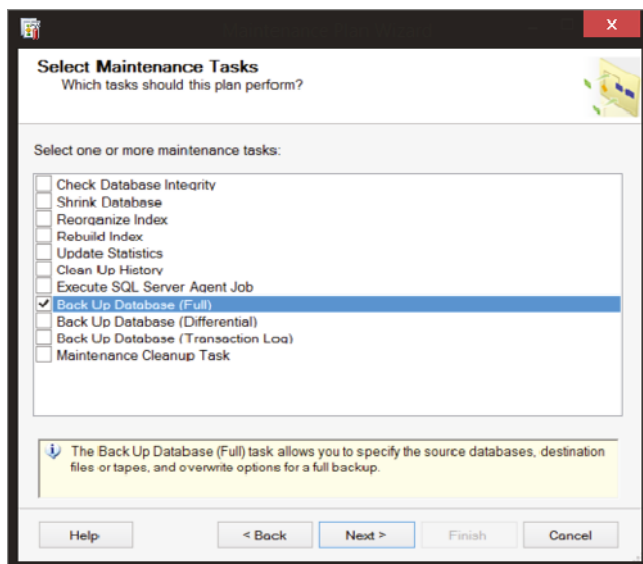 Maintenance Plan Wizard
Select Maintenance Tasks
Which tasks should this plan perform?
Select one or more maintenance tasks:
Check Database Integrity
Shrink Database
Reorganize Index
Rebuild Index
Update Statistics
Clean Up History
Execute SQL Server Agent Job
Back Up Database (Full)
Back Up Database (Differential)
Back Up Database (Transaction Log)
Maintenance Cleanup Task
The Back Up Database (Full) task allows you to specify the source databases, destination
files or tapes, and overwrite options for a full backup.
Help < Back Next > Finish Cancel